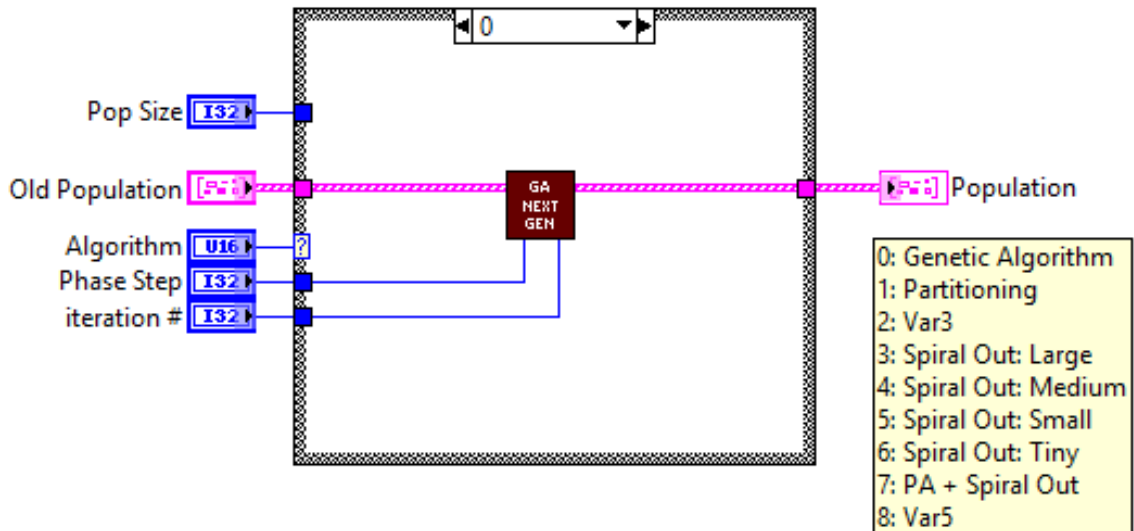 0
Pop Size I32
Old Population
GA
NEXT
GEN
Population
Algorithm U16 ?
Phase Step I32
iteration # I32
0: Genetic Algorithm
1: Partitioning
2: Var3
3: Spiral Out: Large
4: Spiral Out: Medium
5: Spiral Out: Small
6: Spiral Out: Tiny
7: PA + Spiral Out
8: Var5